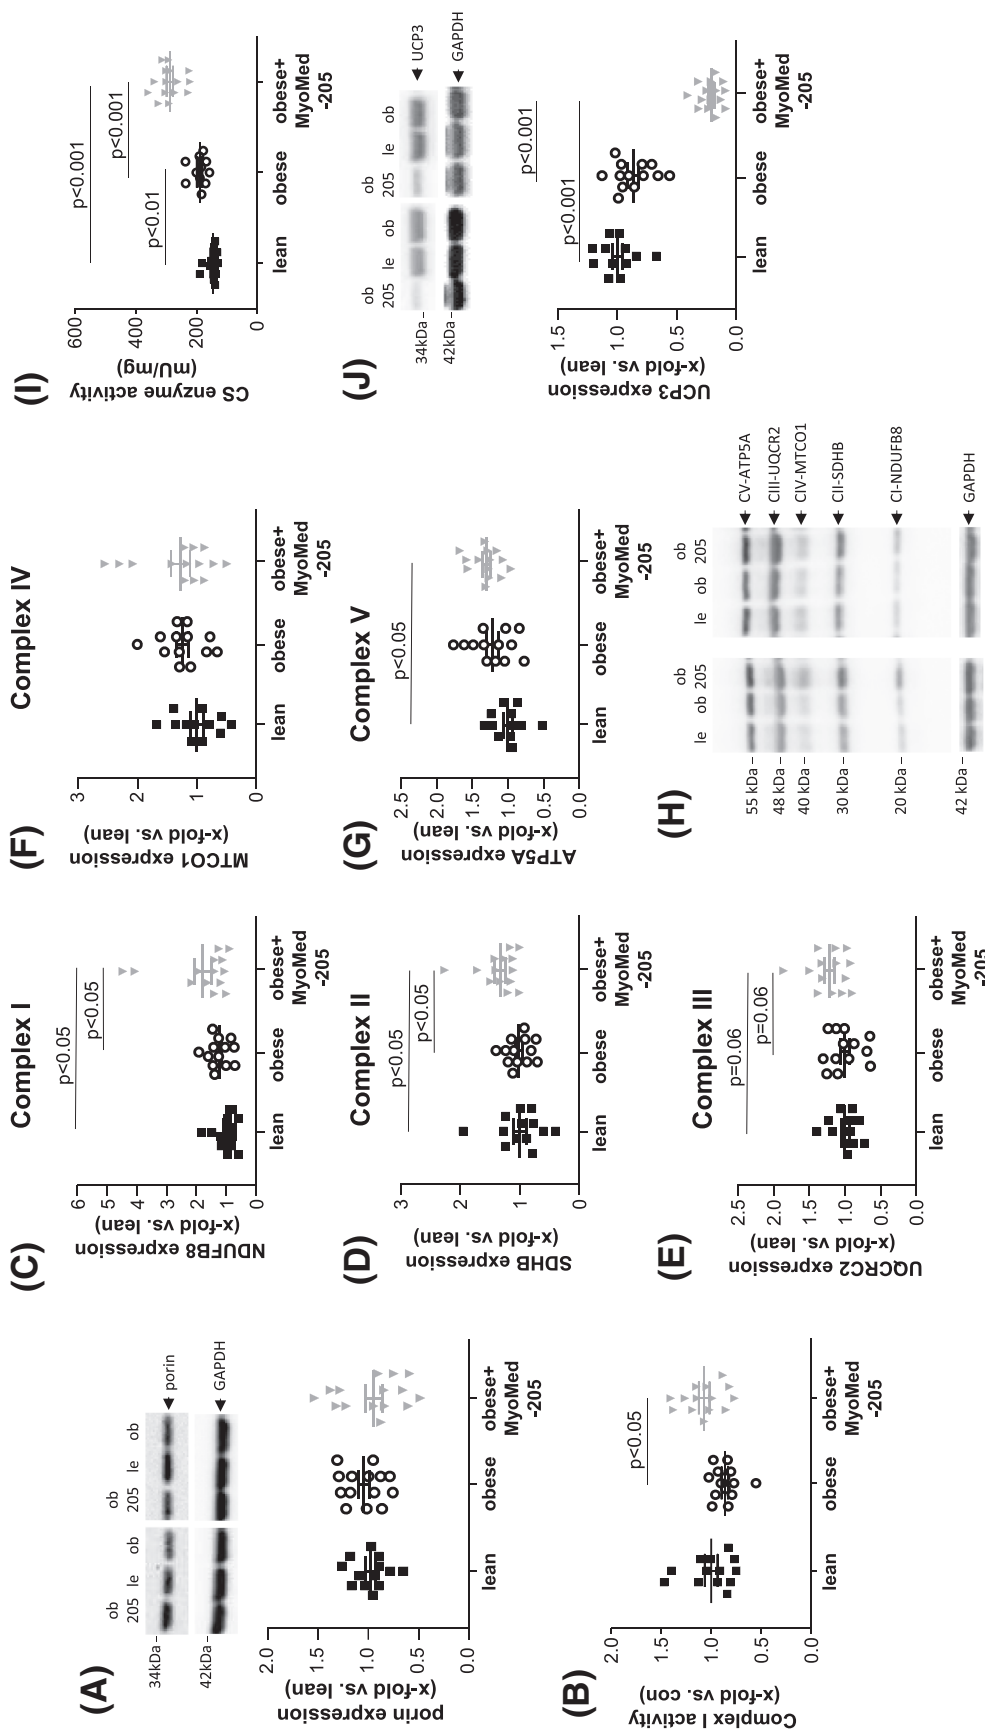 (A)
ob
205 le ob
ob
205 le ob
34kDa
porin
42kDa
GAPDH
porin expression
(x-fold vs. lean)
2.0
1.5
1.0
0.5
0.0
lean
obese
obese+
MyoMed
-205
(B)
Complex I activity
(x-fold vs. con)
2.0
1.5
1.0
0.5
0.0
p<0.05
lean
obese
obese+
MyoMed
-205
(C)
Complex I
NDUFB8 expression
(x-fold vs. lean)
6
5
4
3
2
1
0
p<0.05
p<0.05
lean
obese
obese+
MyoMed
-205
(D)
Complex II
SDHB expression
(x-fold vs. lean)
3
2
1
0
p<0.05
p<0.05
lean
obese
obese+
MyoMed
-205
(E)
Complex III
UQCRC2 expression
(x-fold vs. lean)
2.5
2.0
1.5
1.0
0.5
0.0
p=0.06
p=0.06
lean
obese
obese+
MyoMed
-205
(F)
Complex IV
MTCO1 expression
(x-fold vs. lean)
3
2
1
0
lean
obese
obese+
MyoMed
-205
(G)
Complex V
ATP5A expression
(x-fold vs. lean)
2.5
2.0
1.5
1.0
0.5
0.0
p<0.05
lean
obese
obese+
MyoMed
-205
(H)
ob
le ob 205
ob
le ob 205
55 kDa
CV-ATP5A
48 kDa
CIII-UQCR2
40 kDa
CIV-MTCO1
30 kDa
CII-SDHB
20 kDa
CI-NDUFB8
42 kDa
GAPDH
(I)
CS enzyme activity
(mU/mg)
600
400
200
0
p<0.001
p<0.001
p<0.01
lean
obese
obese+
MyoMed
-205
(J)
ob
205 le ob
ob
205 le ob
34kDa
UCP3
42kDa
GAPDH
UCP3 expression
(x-fold vs. lean)
1.5
1.0
0.5
0.0
p<0.001
p<0.001
lean
obese
obese+
MyoMed
-205